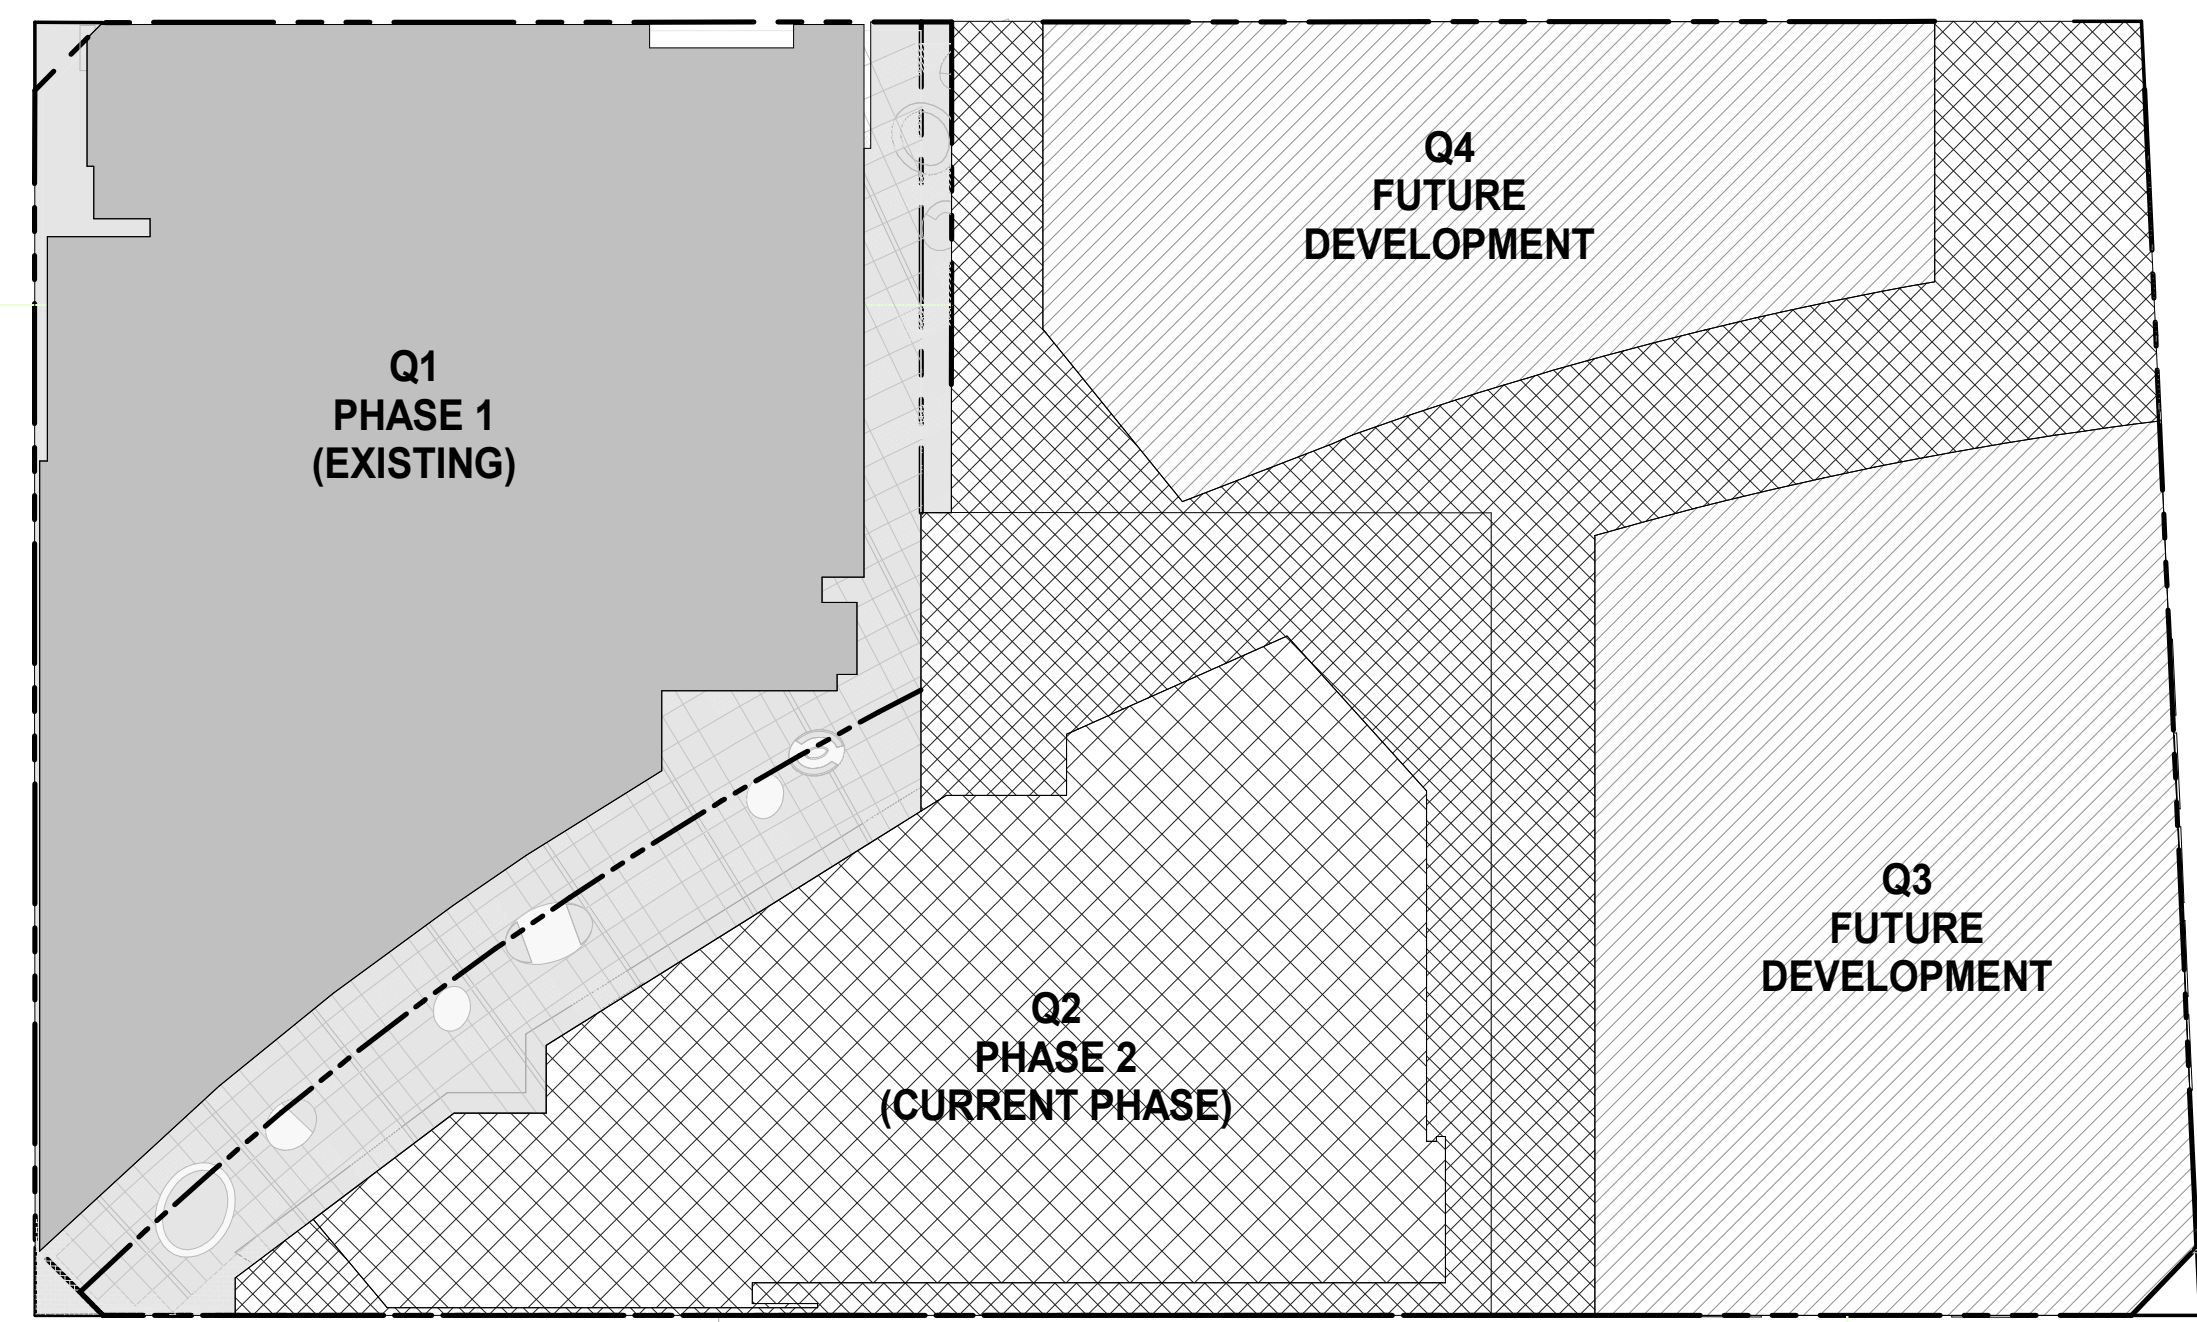 Q4
FUTURE
DEVELOPMENT
Q1
PHASE 1
(EXISTING)
Q3
FUTURE
DEVELOPMENT
Q2
PHASE 2
(CURRENT PHASE)